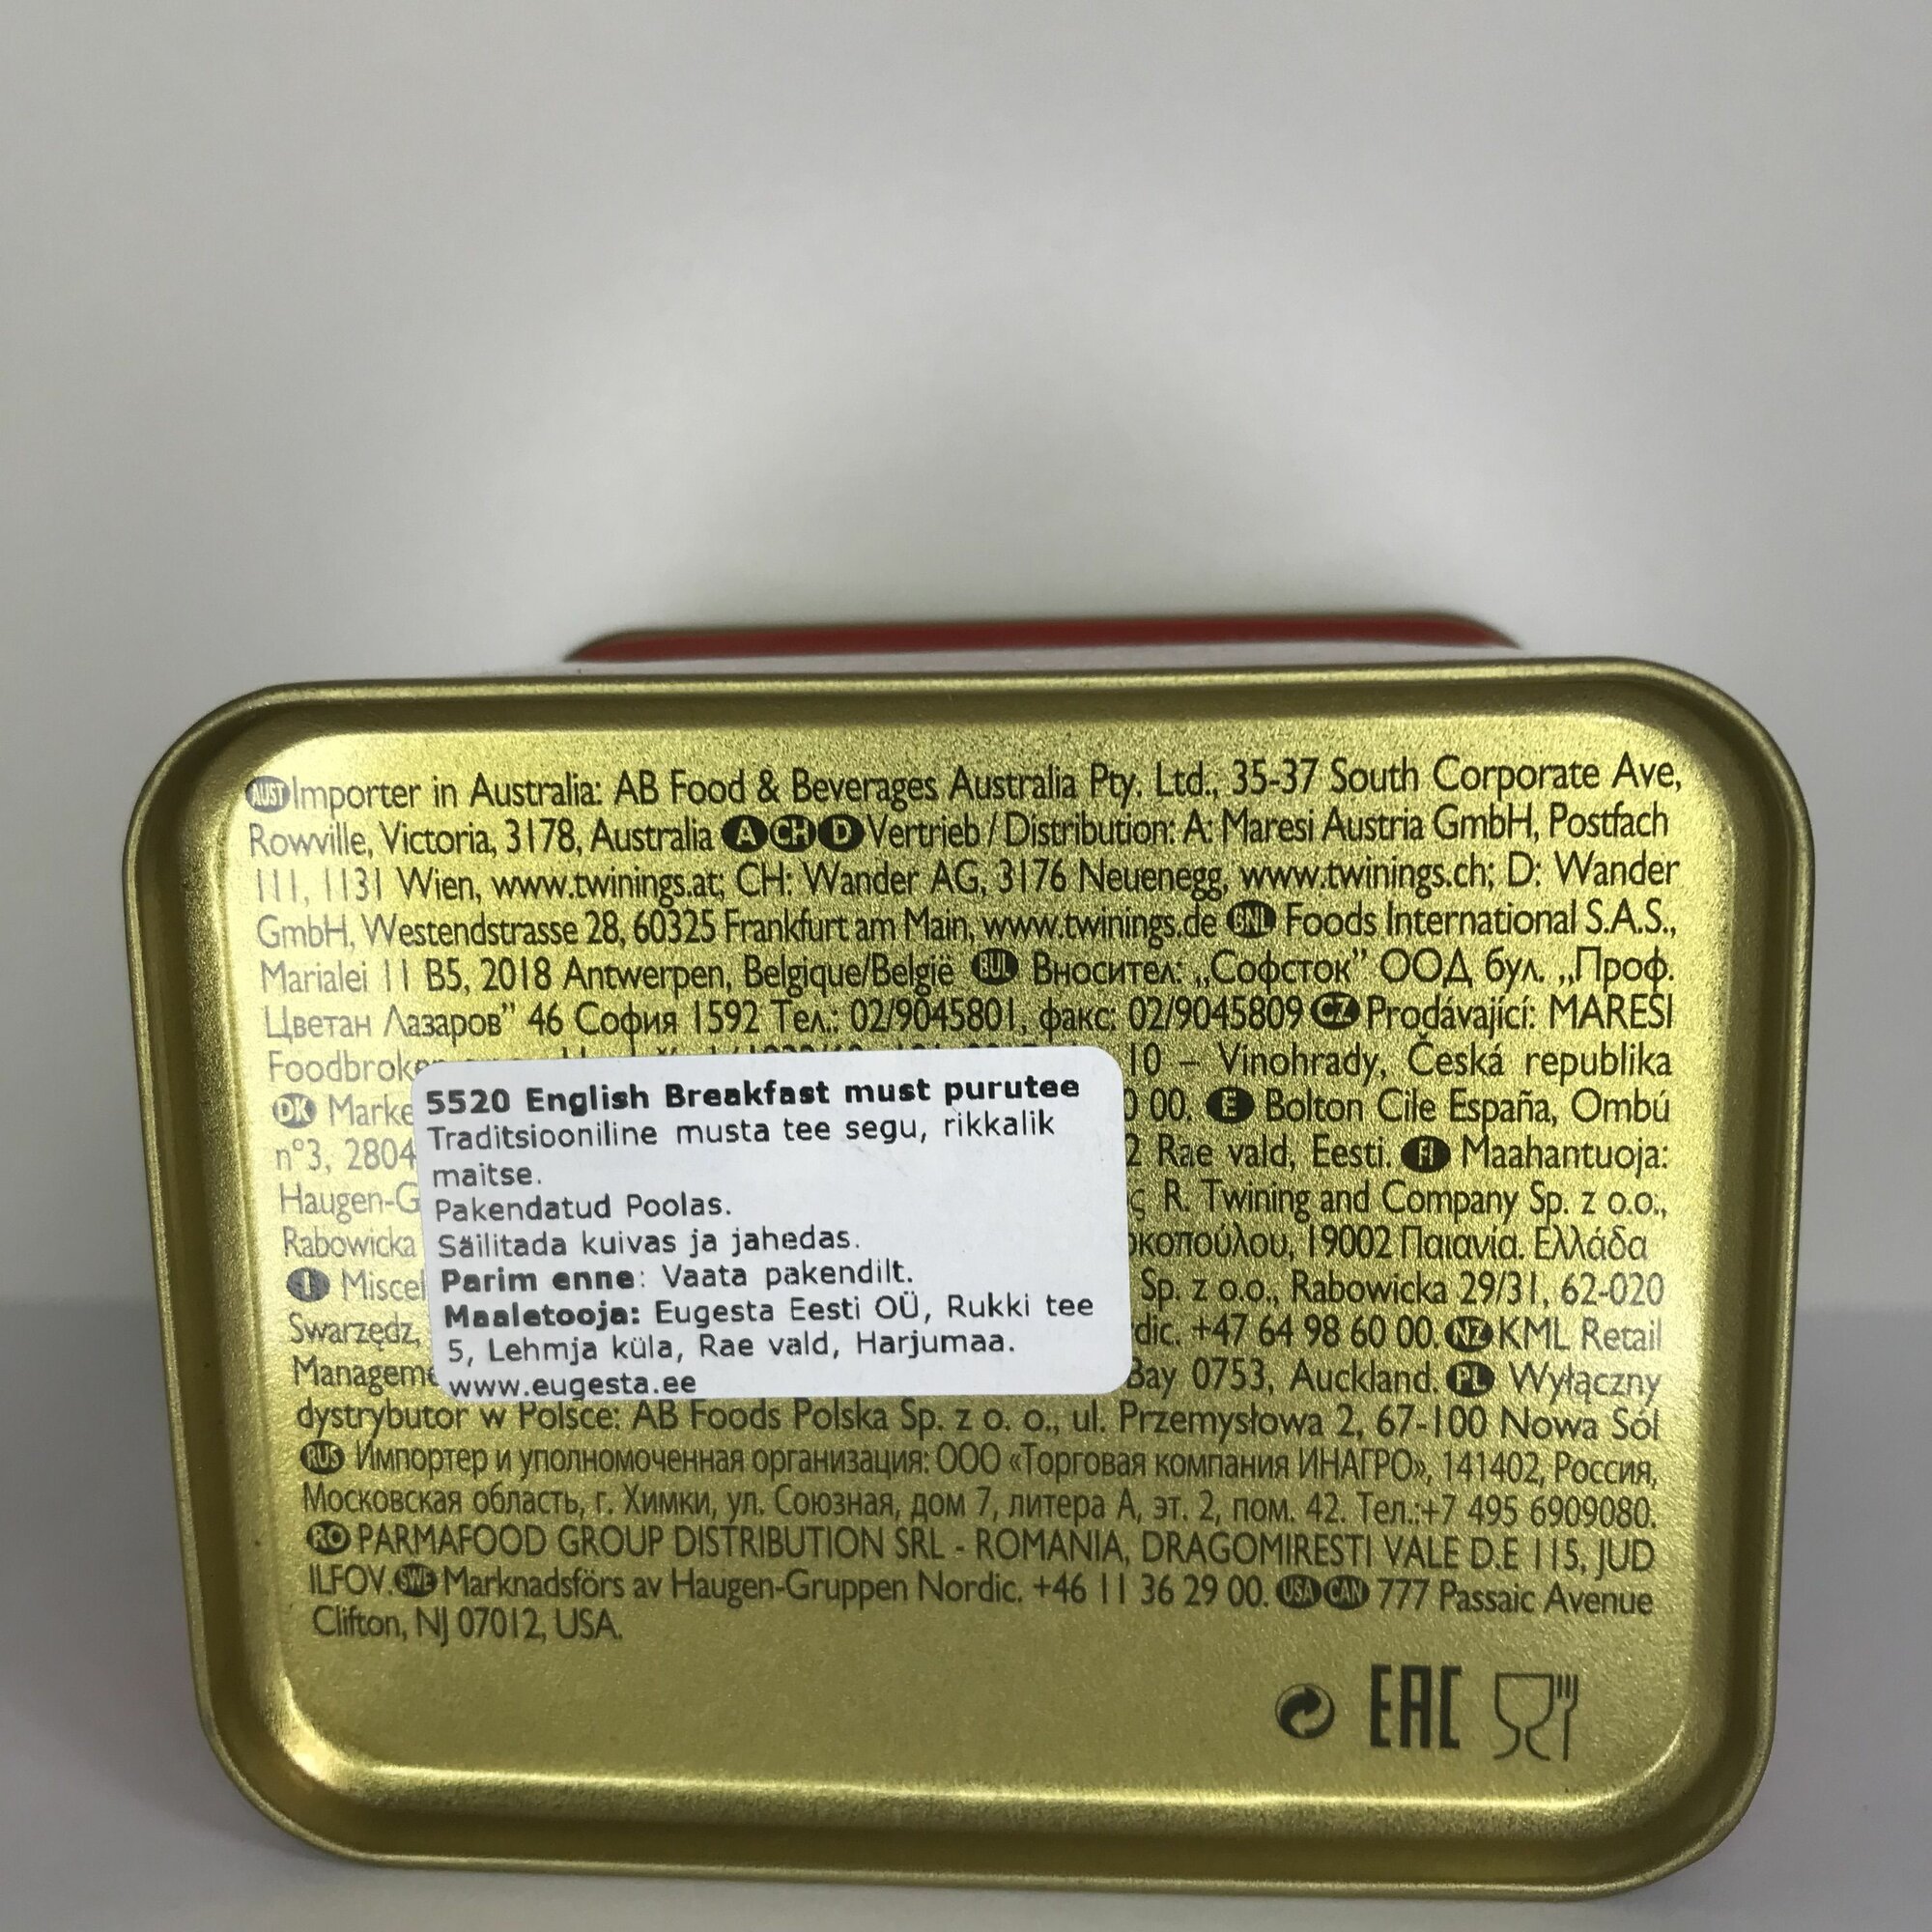 AUST Importer in Australia: AB Food & Beverages Australia Pty. Ltd., 35-37 South Corporate Ave,
Rowville, Victoria, 3178, Australia A CH D Vertrieb / Distribution: A: Maresi Austria GmbH, Postfach
111, 1131 Wien, www.twinings.at; CH: Wander AG, 3176 Neuenegg, www.twinings.ch; D: Wander
GmbH, Westendstrasse 28, 60325 Frankfurt am Main, www.twinings.de BNL Foods International S.A.S.,
Marialei 11 B5, 2018 Antwerpen, Belgique/België BUL Вносител: „Софсток” ООД бул. „Проф.
Цветан Лазаров” 46 София 1592 Тел.: 02/9045801, факс: 02/9045809 CZ Prodávající: MARESI
10 – Vinohrady, Česká republika
DK 00. E Bolton Cile España, Ombú
n°3, 2 Rae vald, Eesti. FI Maahantuoja:
R. Twining and Company Sp. z o.o.,
Rabowicka 19002 Παιανία. Ελλάδα
I Sp. z o.o., Rabowicka 29/31, 62-020
Swarzędz, +47 64 98 60 00. NZ KML Retail
Bay 0753, Auckland. PL Wyłączny
dystrybutor w Polsce: AB Foods Polska Sp. z o. o., ul. Przemysłowa 2, 67-100 Nowa Sól
RUS Импортер и уполномоченная организация: ООО «Торговая компания ИНАГРО», 141402, Россия,
Московская область, г. Химки, ул. Союзная, дом 7, литера А, эт. 2, пом. 42. Тел.:+7 495 6909080.
RO PARMAFOOD GROUP DISTRIBUTION SRL - ROMANIA, DRAGOMIRESTI VALE D.E 115, JUD
ILFOV. SWE Marknadsförs av Haugen-Gruppen Nordic. +46 11 36 29 00. USA CAN 777 Passaic Avenue
Clifton, NJ 07012, USA.
5520 English Breakfast must purutee
Traditsiooniline musta tee segu, rikkalik
maitse.
Pakendatud Poolas.
Säilitada kuivas ja jahedas.
Parim enne: Vaata pakendilt.
Maaletooja: Eugesta Eesti OÜ, Rukki tee
5, Lehmja küla, Rae vald, Harjumaa.
www.eugesta.ee
EAC